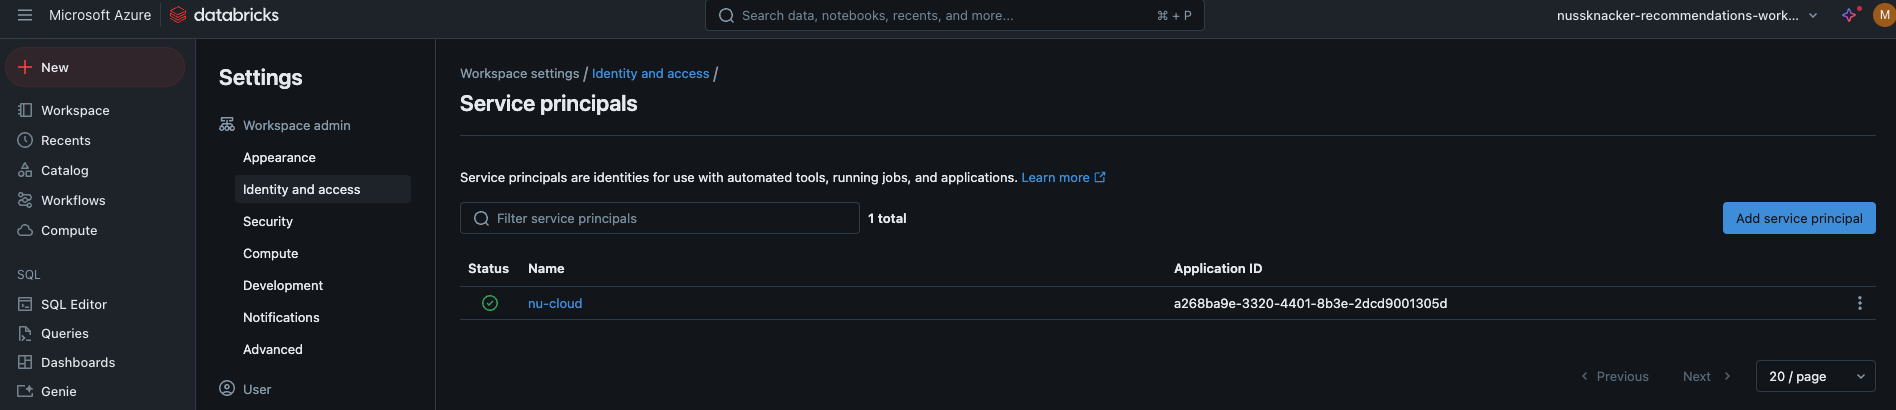 Microsoft Azure databricks Search data, notebooks, recents, and more... ⌘ + P nussknacker-recommendations-work... M
New
Workspace
Recents
Catalog
Workflows
Compute
SQL
SQL Editor
Queries
Dashboards
Genie
Settings
Workspace admin
Appearance
Identity and access
Security
Compute
Development
Notifications
Advanced
User
Workspace settings / Identity and access /
Service principals
Service principals are identities for use with automated tools, running jobs, and applications. Learn more
Filter service principals 1 total Add service principal
Status Name Application ID
nu-cloud a268ba9e-3320-4401-8b3e-2dcd9001305d
Previous Next 20 / page